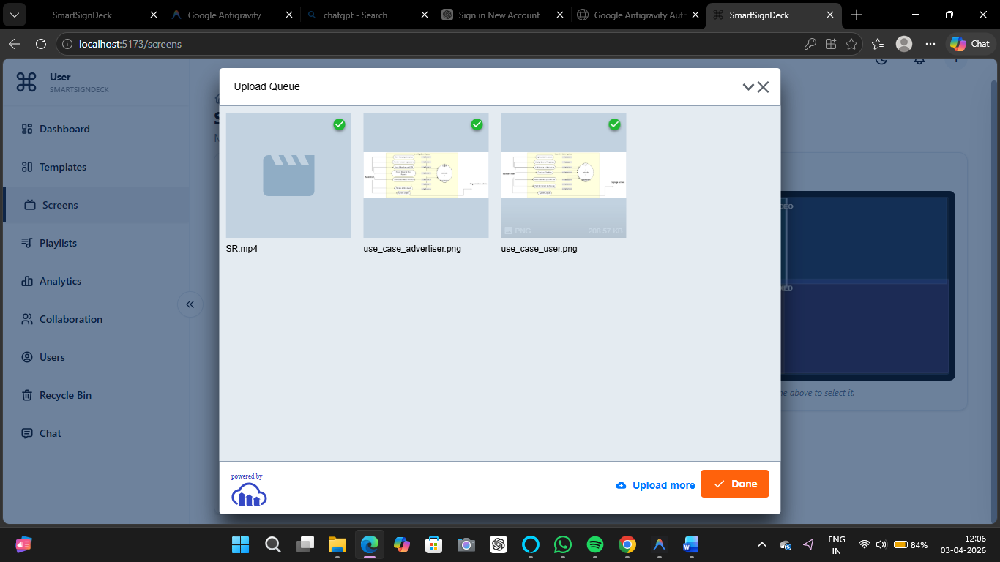 SmartSignDeck
Google Antigravity
chatgpt - Search
Sign in New Account
Google Antigravity Auth
SmartSignDeck
localhost:5173/screens
Chat
User
SMARTSIGNDECK
Dashboard
Templates
Screens
Playlists
Analytics
Collaboration
Users
Recycle Bin
Chat
Upload Queue
PNG
208.57 KB
SR.mp4
use_case_advertiser.png
use_case_user.png
above to select it.
powered by
Upload more
Done
ENG
IN
84%
12:06
03-04-2026